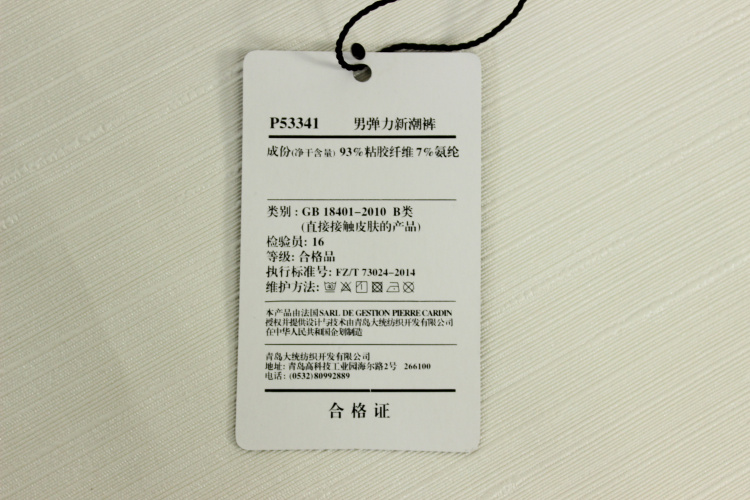 P53341 男弹力新潮裤
成份(净干含量) 93%粘胶纤维 7%氨纶
类别：GB 18401-2010 B类
(直接接触皮肤的产品)
检验员: 16
等级: 合格品
执行标准号: FZ/T 73024-2014
维护方法:
本产品由法国SARL DE GESTION PIERRE CARDIN
授权并提供设计与技术由青岛大统纺织开发有限公司
在中华人民共和国企划制造
青岛大统纺织开发有限公司
地址: 青岛高科技工业园海尔路2号 266100
电话: (0532)80992889
合格证